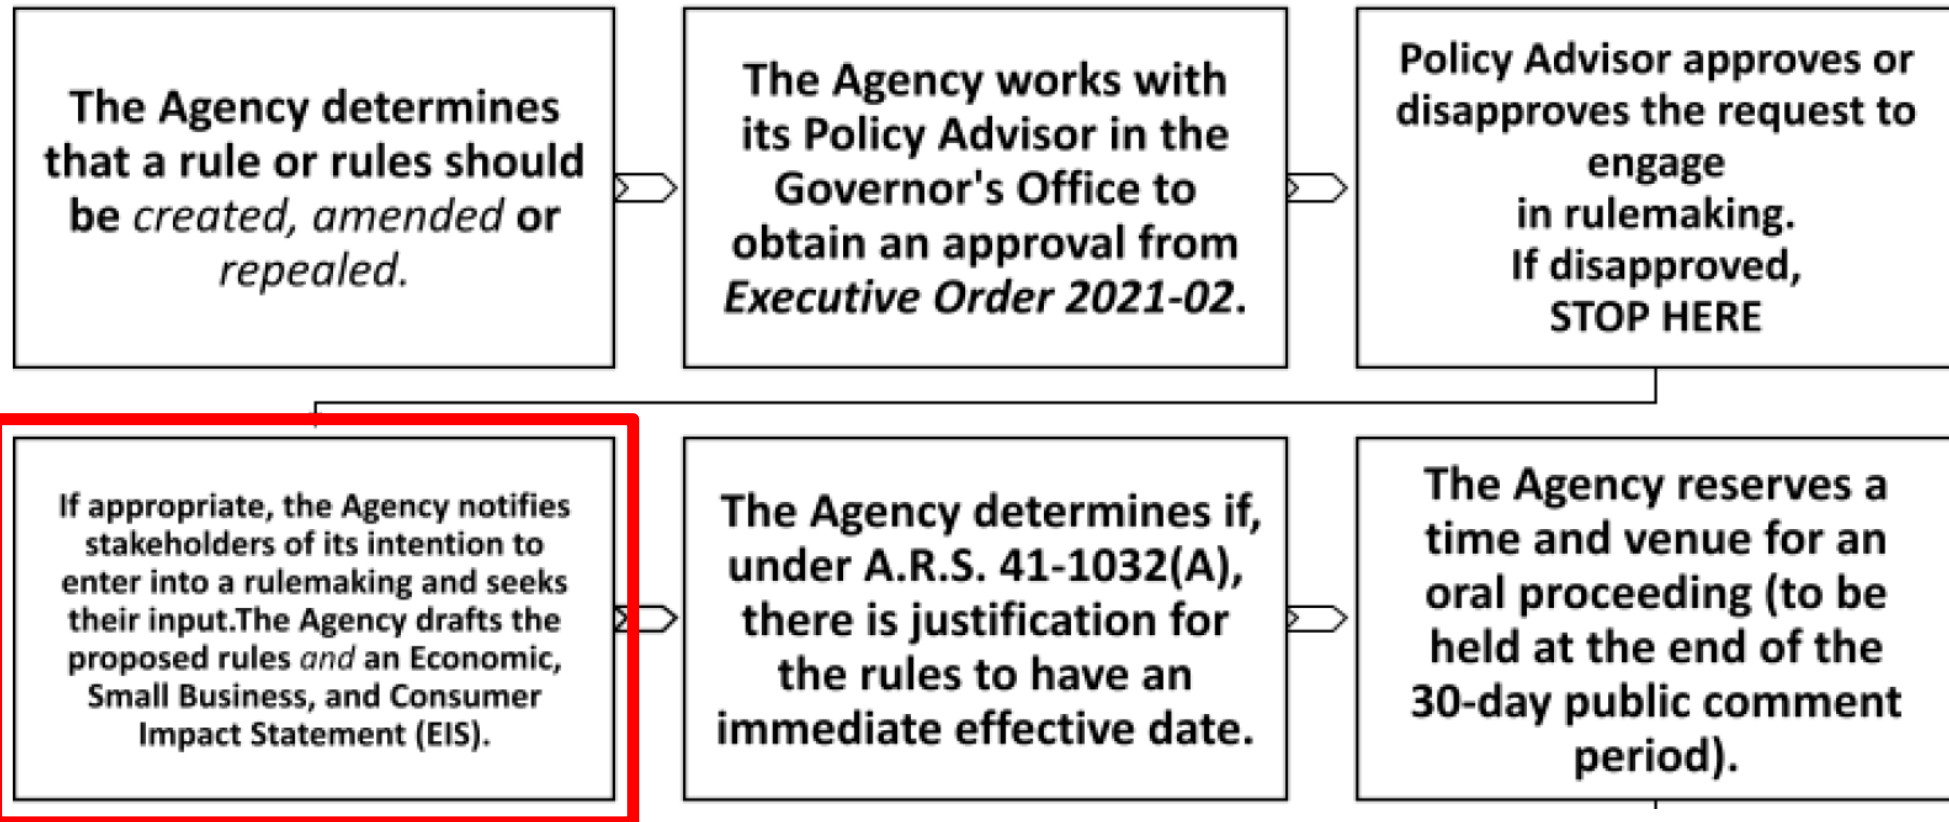 The Agency determines
that a rule or rules should
be created, amended or
repealed.
The Agency works with
its Policy Advisor in the
Governor's Office to
obtain an approval from
Executive Order 2021-02.
Policy Advisor approves or
disapproves the request to
engage
in rulemaking.
If disapproved,
STOP HERE
If appropriate, the Agency notifies
stakeholders of its intention to
enter into a rulemaking and seeks
their input.The Agency drafts the
proposed rules and an Economic,
Small Business, and Consumer
Impact Statement (EIS).
The Agency determines if,
under A.R.S. 41-1032(A),
there is justification for
the rules to have an
immediate effective date.
The Agency reserves a
time and venue for an
oral proceeding (to be
held at the end of the
30-day public comment
period).